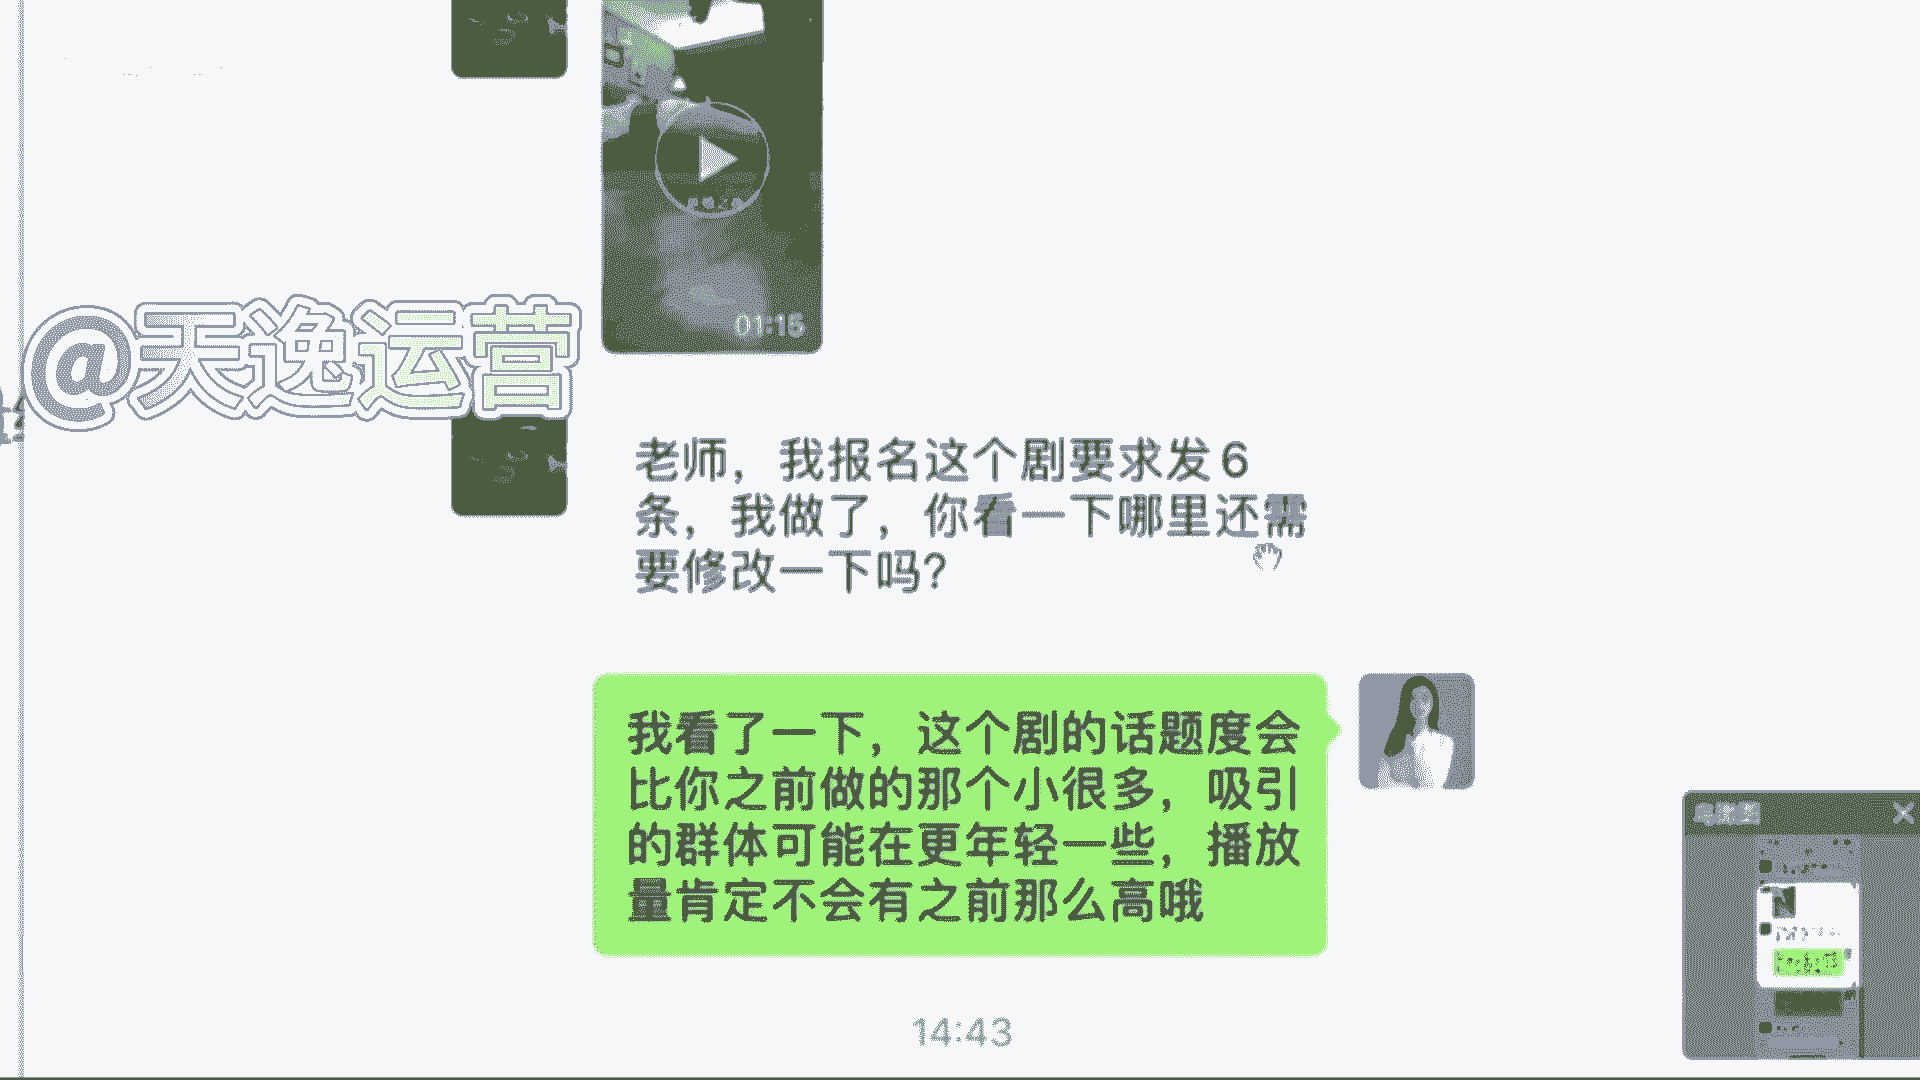 01:15
@天逸运营
老师，我报名这个剧要求发6
条，我做了，你看一下哪里还需
要修改一下吗？
我看了一下，这个剧的话题度会
比你之前做的那个小很多，吸引
的群体可能在更年轻一些，播放
量肯定不会有之前那么高哦
14:43